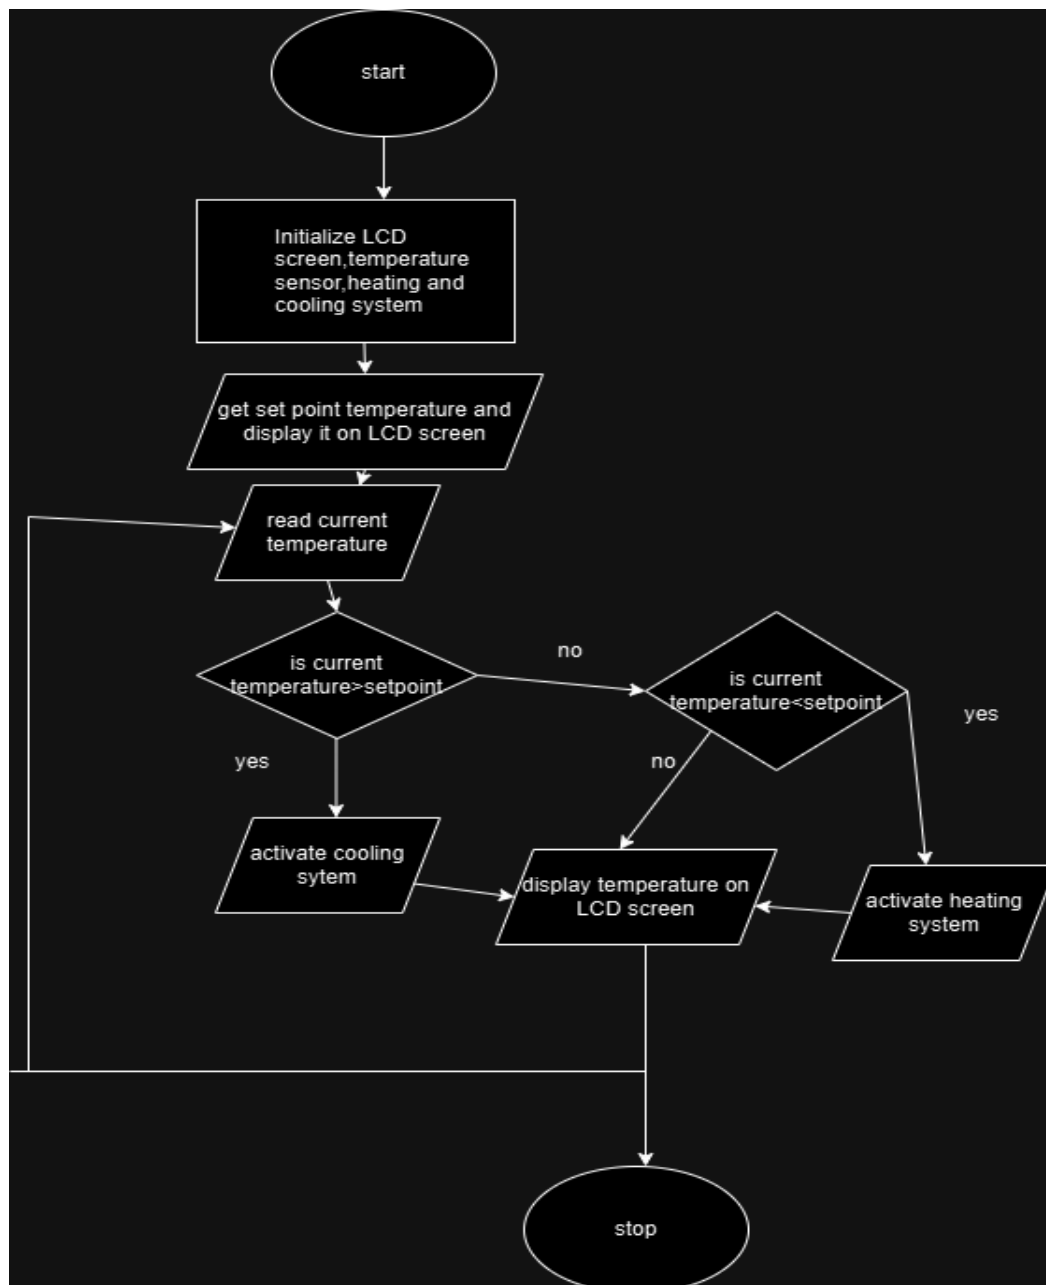 start
Initialize LCD
screen,temperature
sensor,heating and
cooling system
get set point temperature and
display it on LCD screen
read current
temperature
is current
temperature>setpoint
no
is current
temperature<setpoint
yes
no
yes
activate cooling
sytem
display temperature on
LCD screen
activate heating
system
stop